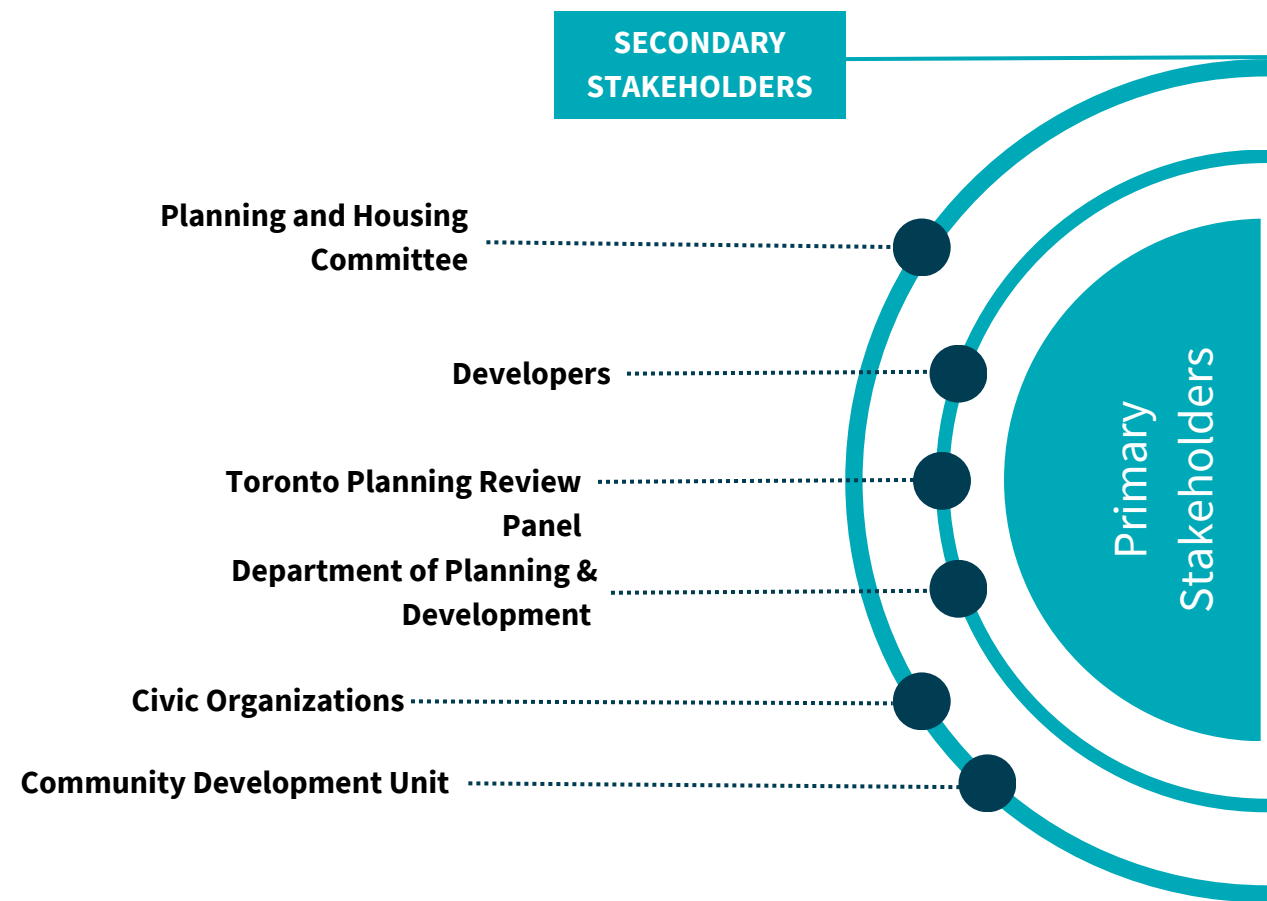 SECONDARY
STAKEHOLDERS
Planning and Housing
Committee
Developers
Toronto Planning Review
Panel
Department of Planning &
Development
Civic Organizations
Community Development Unit
Primary
Stakeholders